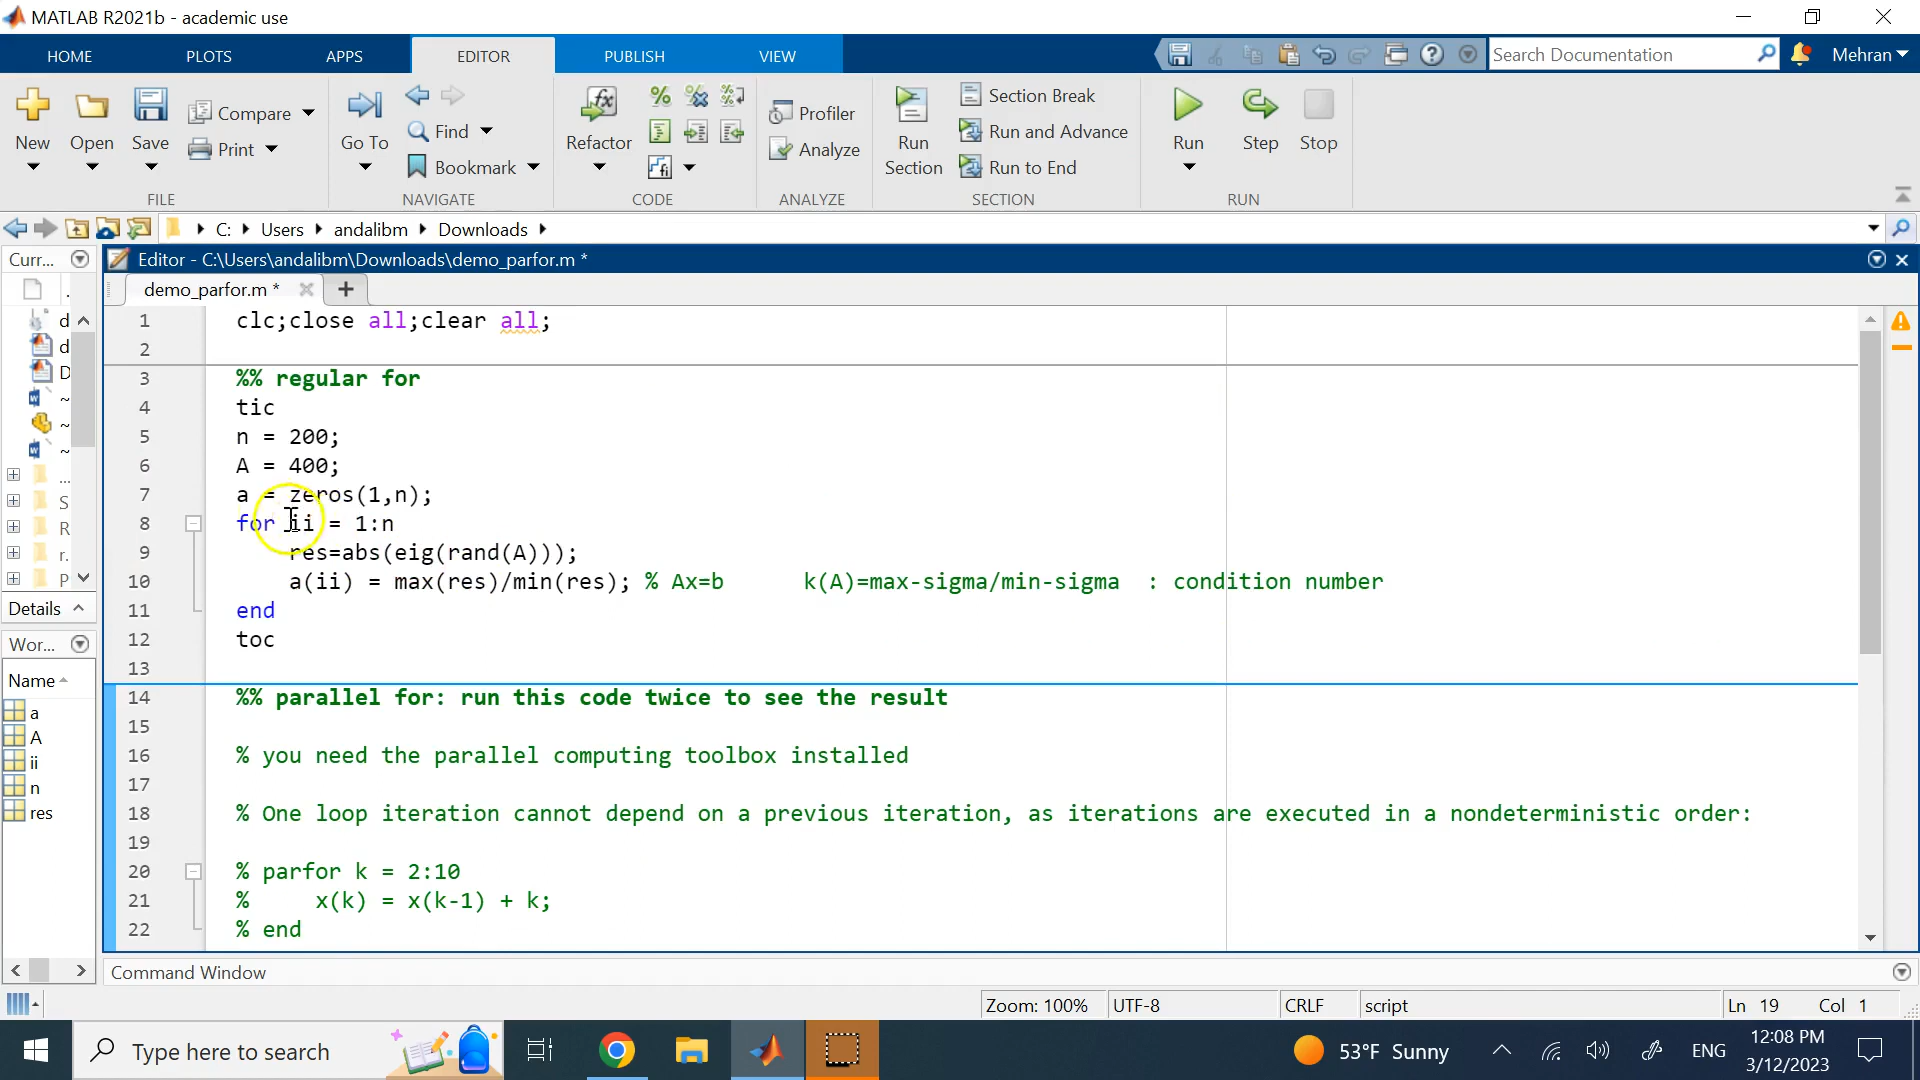 MATLAB R2021b - academic use
HOME PLOTS APPS EDITOR PUBLISH VIEW Search Documentation Mehran
New Open Save Compare Print Go To Find Bookmark Refactor Profiler Analyze Run Section Section Break Run and Advance Run to End Run Step Stop
FILE NAVIGATE CODE ANALYZE SECTION RUN
C: Users andalibm Downloads
Curr... Editor - C:\Users\andalibm\Downloads\demo_parfor.m *
demo_parfor.m *
1 clc;close all;clear all;
2
3 %% regular for
4 tic
5 n = 200;
6 A = 400;
7 a = zeros(1,n);
8 for ii = 1:n
9 res=abs(eig(rand(A)));
10 a(ii) = max(res)/min(res); % Ax=b k(A)=max-sigma/min-sigma : condition number
11 end
12 toc
13
14 %% parallel for: run this code twice to see the result
15
16 % you need the parallel computing toolbox installed
17
18 % One loop iteration cannot depend on a previous iteration, as iterations are executed in a nondeterministic order:
19
20 % parfor k = 2:10
21 % x(k) = x(k-1) + k;
22 % end
Details
Wor...
Name
a
A
ii
n
res
Command Window
Zoom: 100% UTF-8 CRLF script Ln 19 Col 1
Type here to search 53°F Sunny ENG 12:08 PM
3/12/2023